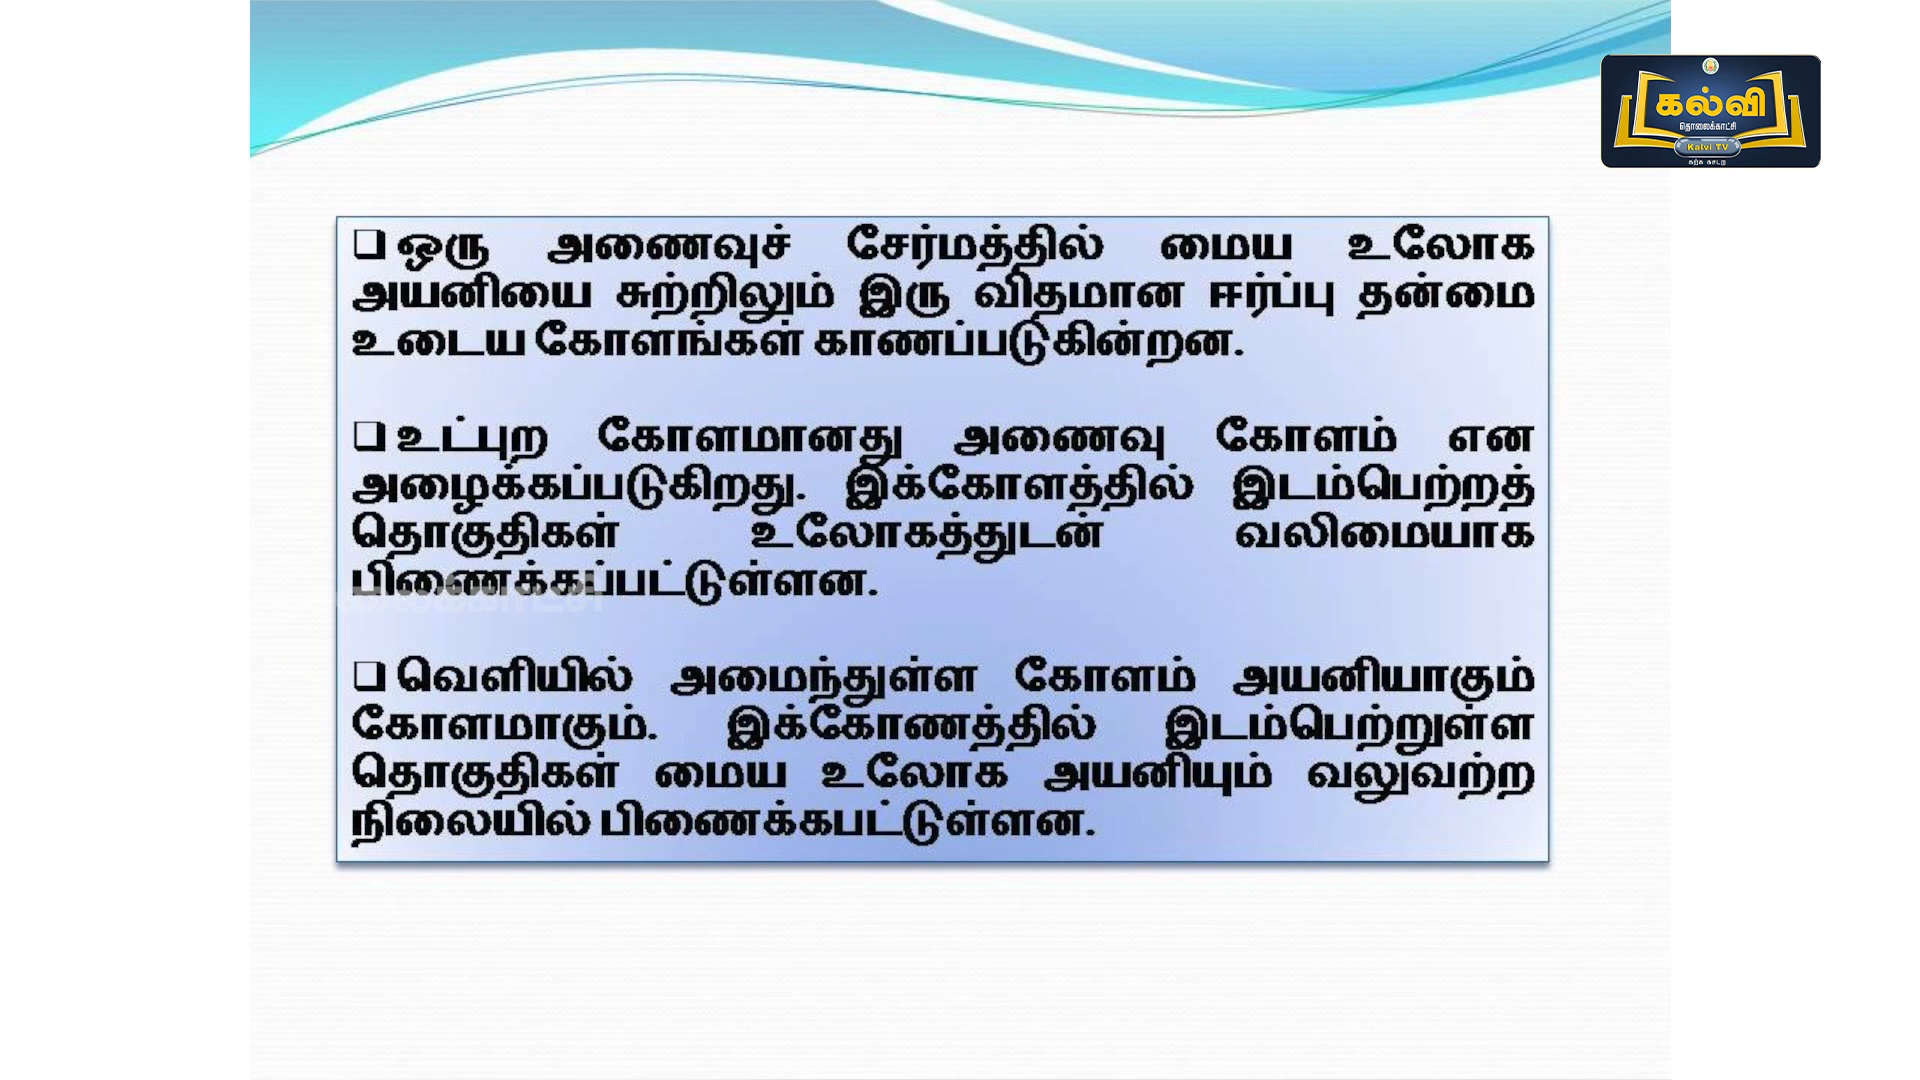 கல்வி
தொலைக்காட்சி
Kalvi TV
கற்க கசடற
❑ ஒரு அணைவுச் சேர்மத்தில் மைய உலோக
அயனியை சுற்றிலும் இரு விதமான ஈர்ப்பு தன்மை
உடைய கோளங்கள் காணப்படுகின்றன.
❑ உட்புற கோளமானது அணைவு கோளம் என
அழைக்கப்படுகிறது. இக்கோளத்தில் இடம்பெற்றத்
தொகுதிகள் உலோகத்துடன் வலிமையாக
பிணைக்கப்பட்டுள்ளன.
❑ வெளியில் அமைந்துள்ள கோளம் அயனியாகும்
கோளமாகும். இக்கோணத்தில் இடம்பெற்றுள்ள
தொகுதிகள் மைய உலோக அயனியும் வலுவற்ற
நிலையில் பிணைக்கபட்டுள்ளன.